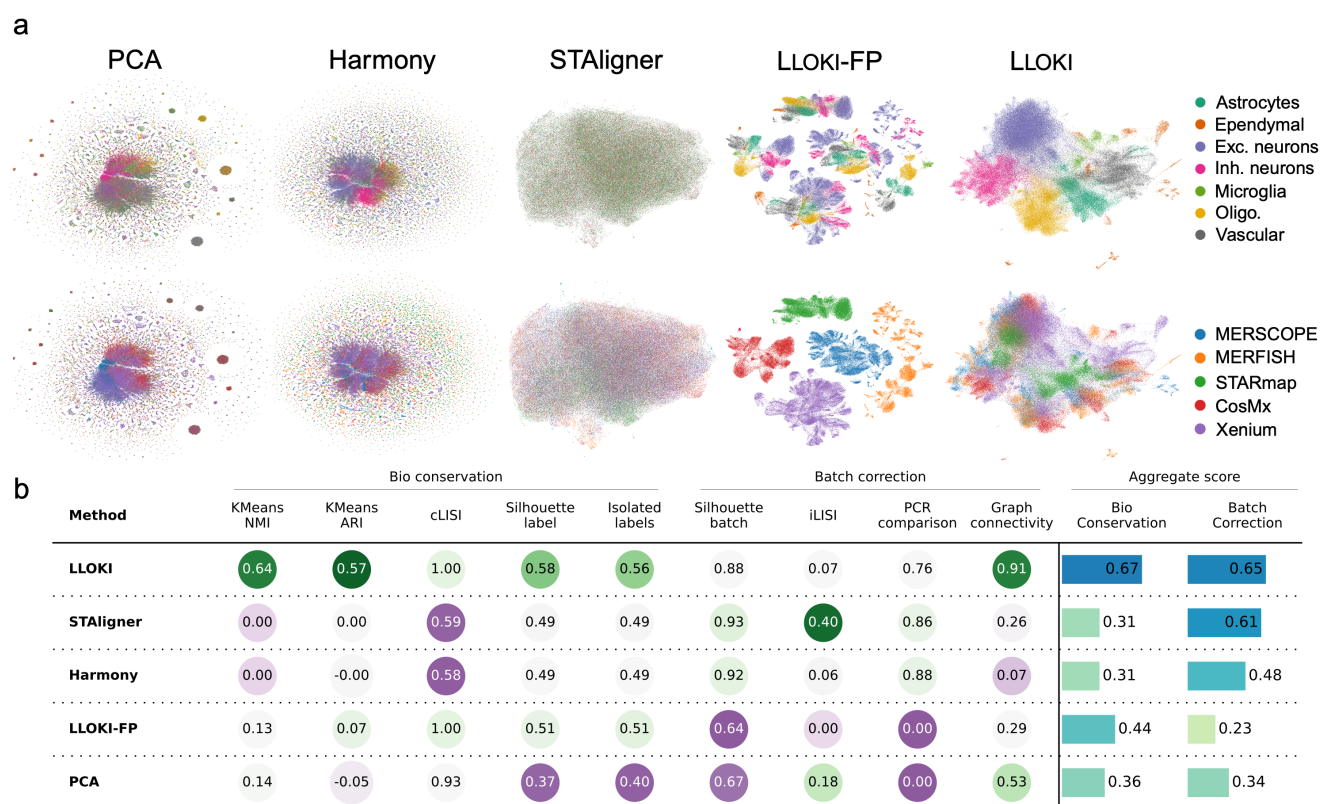 a
PCA
Harmony
STAligner
LLOKI-FP
LLOKI
Astrocytes
Ependymal
Exc. neurons
Inh. neurons
Microglia
Oligo.
Vascular
MERSCOPE
MERFISH
STARmap
CosMx
Xenium
b
Bio conservation Batch correction Aggregate score
Method KMeans NMI KMeans ARI cLISI Silhouette label Isolated labels Silhouette batch iLISI PCR comparison Graph connectivity Bio Conservation Batch Correction
LLOKI 0.64 0.57 1.00 0.58 0.56 0.88 0.07 0.76 0.91 0.67 0.65
STAligner 0.00 0.00 0.59 0.49 0.49 0.93 0.40 0.86 0.26 0.31 0.61
Harmony 0.00 -0.00 0.58 0.49 0.49 0.92 0.06 0.88 0.07 0.31 0.48
LLOKI-FP 0.13 0.07 1.00 0.51 0.51 0.64 0.00 0.00 0.29 0.44 0.23
PCA 0.14 -0.05 0.93 0.37 0.40 0.67 0.18 0.00 0.53 0.36 0.34